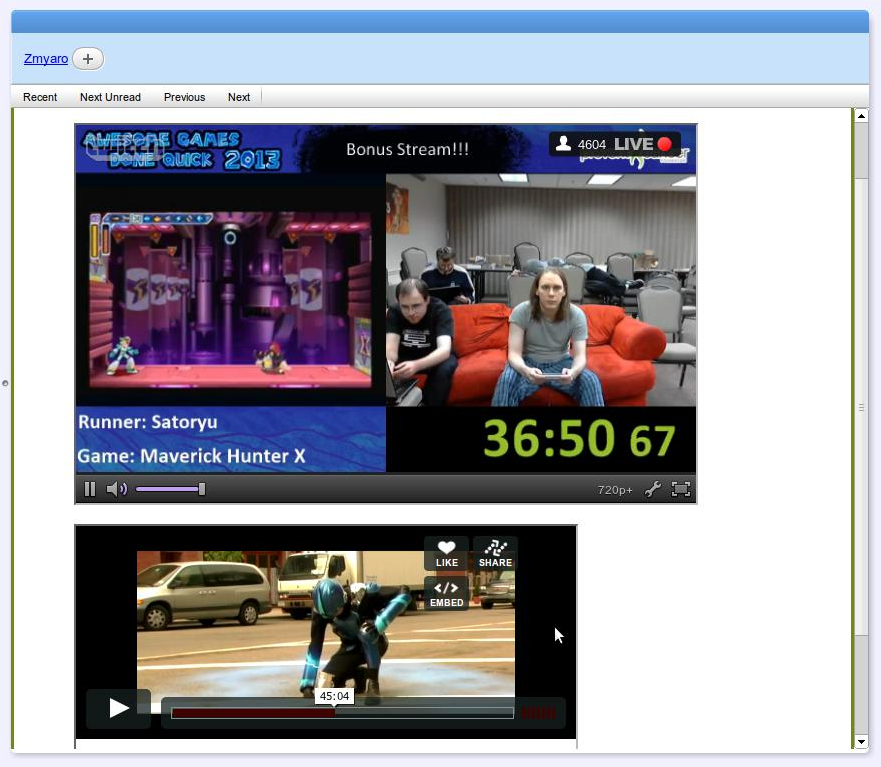 Zmyaro
+
Recent
Next Unread
Previous
Next
AWESOME GAMES
DONE QUICK 2013
twitch
Bonus Stream!!!
4604 LIVE
Runner: Satoryu
Game: Maverick Hunter X
36:50 67
720p+
LIKE
SHARE
EMBED
45:04